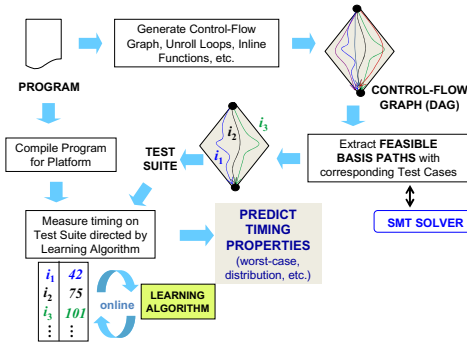 Generate Control-Flow
Graph, Unroll Loops, Inline
Functions, etc.
PROGRAM
CONTROL-FLOW
GRAPH (DAG)
Compile Program
for Platform
TEST
SUITE
i1
i2
i3
Extract FEASIBLE
BASIS PATHS with
corresponding Test Cases
SMT SOLVER
Measure timing on
Test Suite directed by
Learning Algorithm
PREDICT
TIMING
PROPERTIES
(worst-case,
distribution, etc.)
i1 42
i2 75
i3 101
⋮ ⋮
online
LEARNING
ALGORITHM